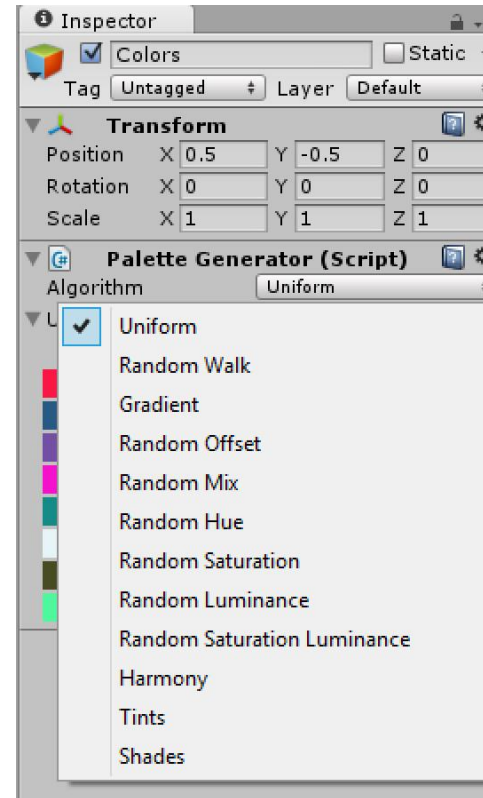 Inspector
Colors Static
Tag Untagged Layer Default
Transform
Position X 0.5 Y -0.5 Z 0
Rotation X 0 Y 0 Z 0
Scale X 1 Y 1 Z 1
C# Palette Generator (Script)
Algorithm Uniform
U
Uniform
Random Walk
Gradient
Random Offset
Random Mix
Random Hue
Random Saturation
Random Luminance
Random Saturation Luminance
Harmony
Tints
Shades